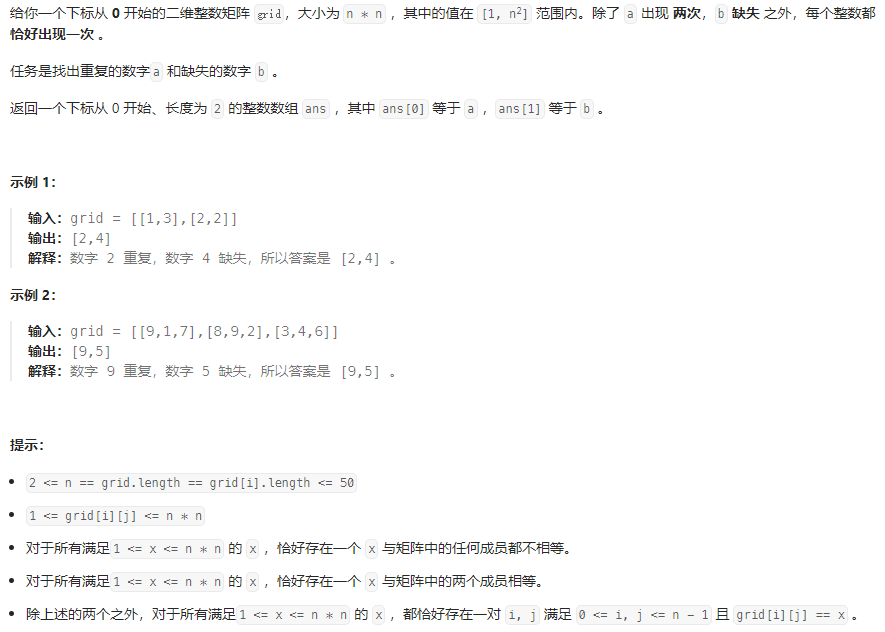 给你一个下标从 0 开始的二维整数矩阵 grid，大小为 n * n ，其中的值在 [1, n²] 范围内。除了 a 出现 两次，b 缺失 之外，每个整数都
恰好出现一次 。
任务是找出重复的数字a 和缺失的数字 b 。
返回一个下标从 0 开始、长度为 2 的整数数组 ans ，其中 ans[0] 等于 a ，ans[1] 等于 b 。
示例 1：
输入：grid = [[1,3],[2,2]]
输出：[2,4]
解释：数字 2 重复，数字 4 缺失，所以答案是 [2,4] 。
示例 2：
输入：grid = [[9,1,7],[8,9,2],[3,4,6]]
输出：[9,5]
解释：数字 9 重复，数字 5 缺失，所以答案是 [9,5] 。
提示：
• 2 <= n == grid.length == grid[i].length <= 50
• 1 <= grid[i][j] <= n * n
• 对于所有满足1 <= x <= n * n 的 x ，恰好存在一个 x 与矩阵中的任何成员都不相等。
• 对于所有满足1 <= x <= n * n 的 x ，恰好存在一个 x 与矩阵中的两个成员相等。
• 除上述的两个之外，对于所有满足1 <= x <= n * n 的 x ，都恰好存在一对 i, j 满足 0 <= i, j <= n - 1 且 grid[i][j] == x 。